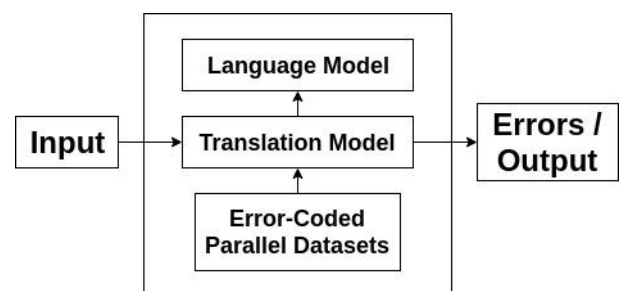 Language Model
Input
Translation Model
Errors /
Output
Error-Coded
Parallel Datasets